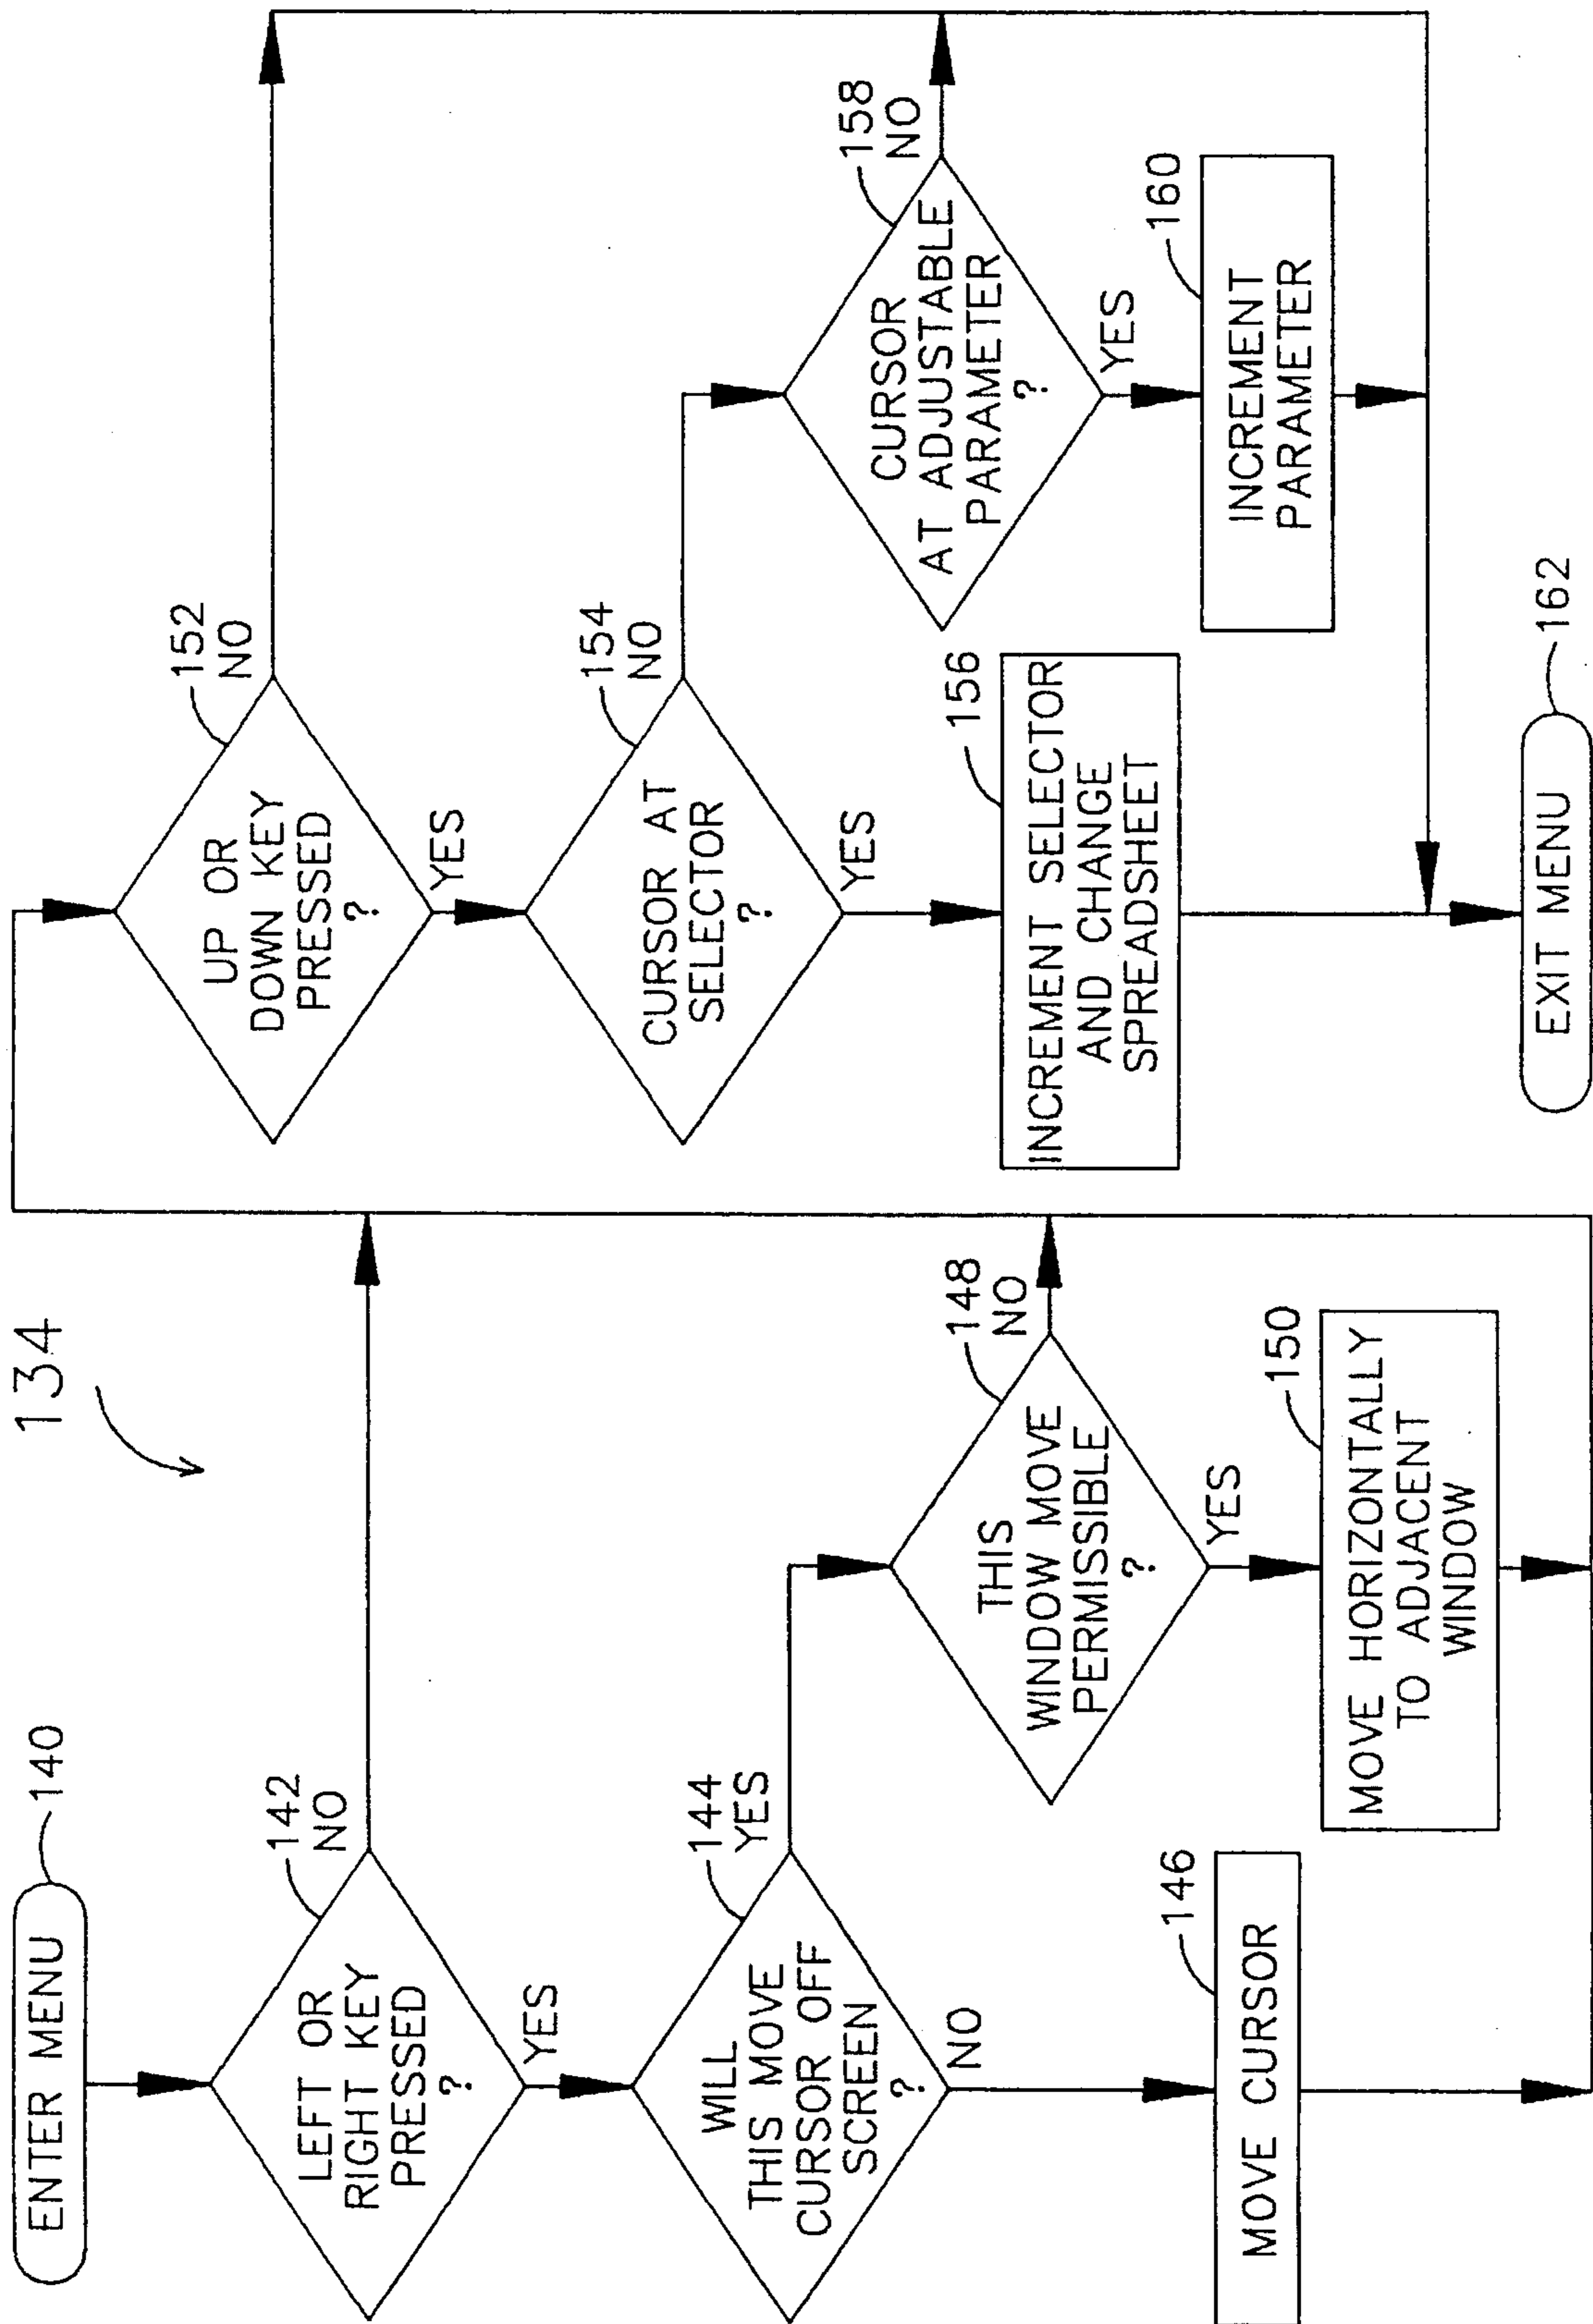 134
ENTER MENU
140
LEFT OR
RIGHT KEY
PRESSED
?
142
NO
YES
WILL
THIS MOVE
CURSOR OFF
SCREEN
?
144
YES
NO
MOVE CURSOR
146
THIS
WINDOW MOVE
PERMISSIBLE
?
148
NO
YES
MOVE HORIZONTALLY
TO ADJACENT
WINDOW
150
UP OR
DOWN KEY
PRESSED
?
152
NO
YES
CURSOR AT
SELECTOR
?
154
NO
YES
INCREMENT SELECTOR
AND CHANGE
SPREADSHEET
156
CURSOR
AT ADJUSTABLE
PARAMETER
?
158
NO
YES
INCREMENT
PARAMETER
160
EXIT MENU
162